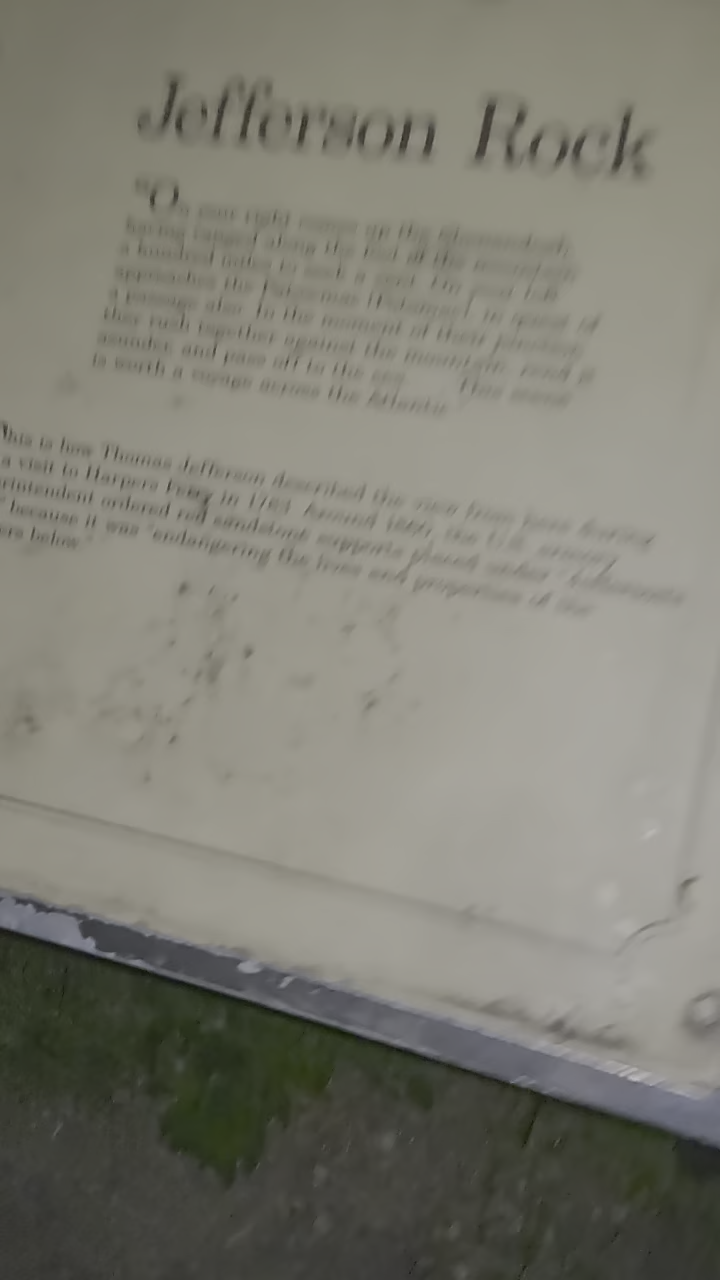 Jefferson Rock
"On your right comes up the Shenandoah,
having ranged along the foot of the mountain
a hundred miles to seek a vent. On your left
approaches the Patowmac [Potomac], in quest of
a passage also. In the moment of their junction
they rush together against the mountain, rend it
asunder and pass off to the sea. . . . This scene
is worth a voyage across the Atlantic."
This is how Thomas Jefferson described the view from here during
a visit to Harpers Ferry in 1783. Around 1860, the U.S. armory
rintendent ordered red sandstone supports placed under
because it was "endangering the lives and properties of the
ers below."